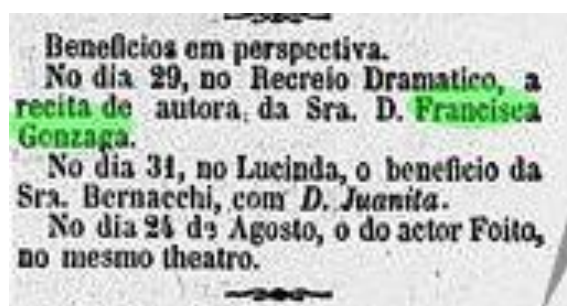 Beneficios em perspectiva.
No dia 29, no Recreio Dramatico, a
recita de autora, da Sra. D. Francisca
Gonzaga.
No dia 31, no Lucinda, o beneficio da
Sra. Bernacchi, com D. Juanita.
No dia 24 de Agosto, o do actor Foito,
no mesmo theatro.